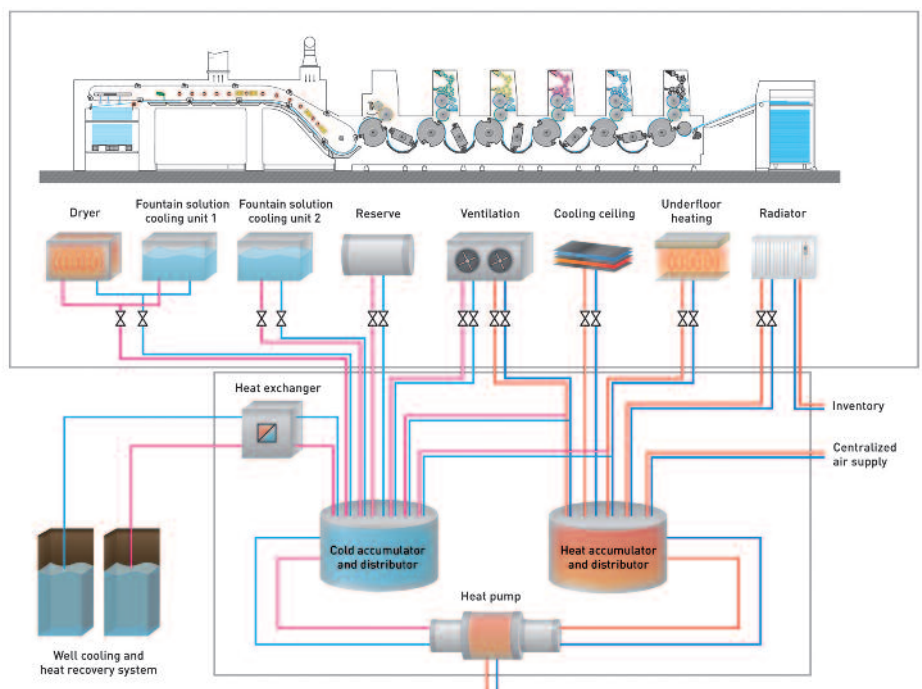 Dryer
Fountain solution
cooling unit 1
Fountain solution
cooling unit 2
Reserve
Ventilation
Cooling ceiling
Underfloor
heating
Radiator
Heat exchanger
Inventory
Centralized
air supply
Cold accumulator
and distributor
Heat accumulator
and distributor
Heat pump
Well cooling and
heat recovery system